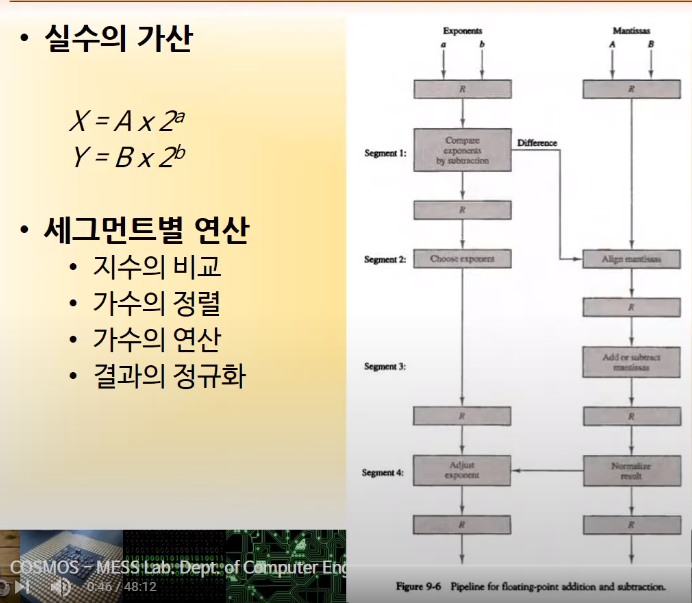 • 실수의 가산
X = A x 2ª
Y = B x 2ᵇ
• 세그먼트별 연산
• 지수의 비교
• 가수의 정렬
• 가수의 연산
• 결과의 정규화
COSMOS – MESS Lab. Dept. of Computer Eng
0:46 / 48:12
Exponents
a b
Mantissas
A B
R
R
Segment 1:
Compare
exponents
by subtraction
Difference
R
Segment 2:
Choose exponent
Align mantissas
R
Segment 3:
Add or subtract
mantissas
R
R
Segment 4:
Adjust
exponent
Normalize
result
R
R
Figure 9-6 Pipeline for floating-point addition and subtraction.